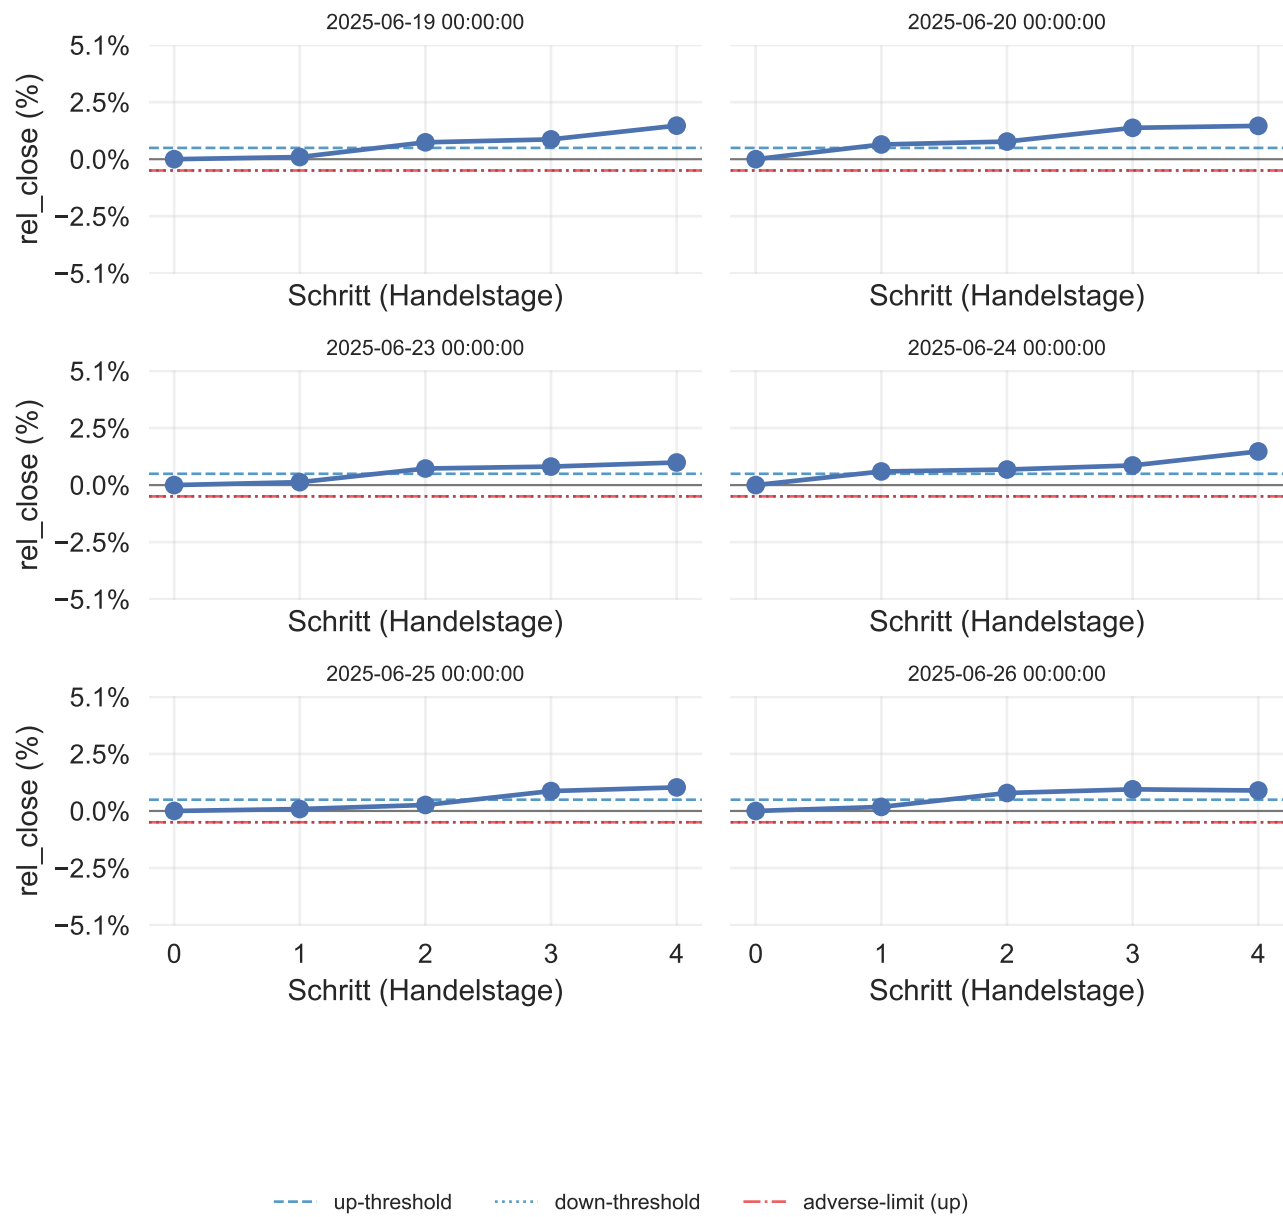 2025-06-19 00:00:00
2025-06-20 00:00:00
5.1%
2.5%
0.0%
−2.5%
−5.1%
rel_close (%)
Schritt (Handelstage)
Schritt (Handelstage)
2025-06-23 00:00:00
2025-06-24 00:00:00
5.1%
2.5%
0.0%
−2.5%
−5.1%
rel_close (%)
Schritt (Handelstage)
Schritt (Handelstage)
2025-06-25 00:00:00
2025-06-26 00:00:00
5.1%
2.5%
0.0%
−2.5%
−5.1%
rel_close (%)
0 1 2 3 4
0 1 2 3 4
Schritt (Handelstage)
Schritt (Handelstage)
up-threshold
down-threshold
adverse-limit (up)